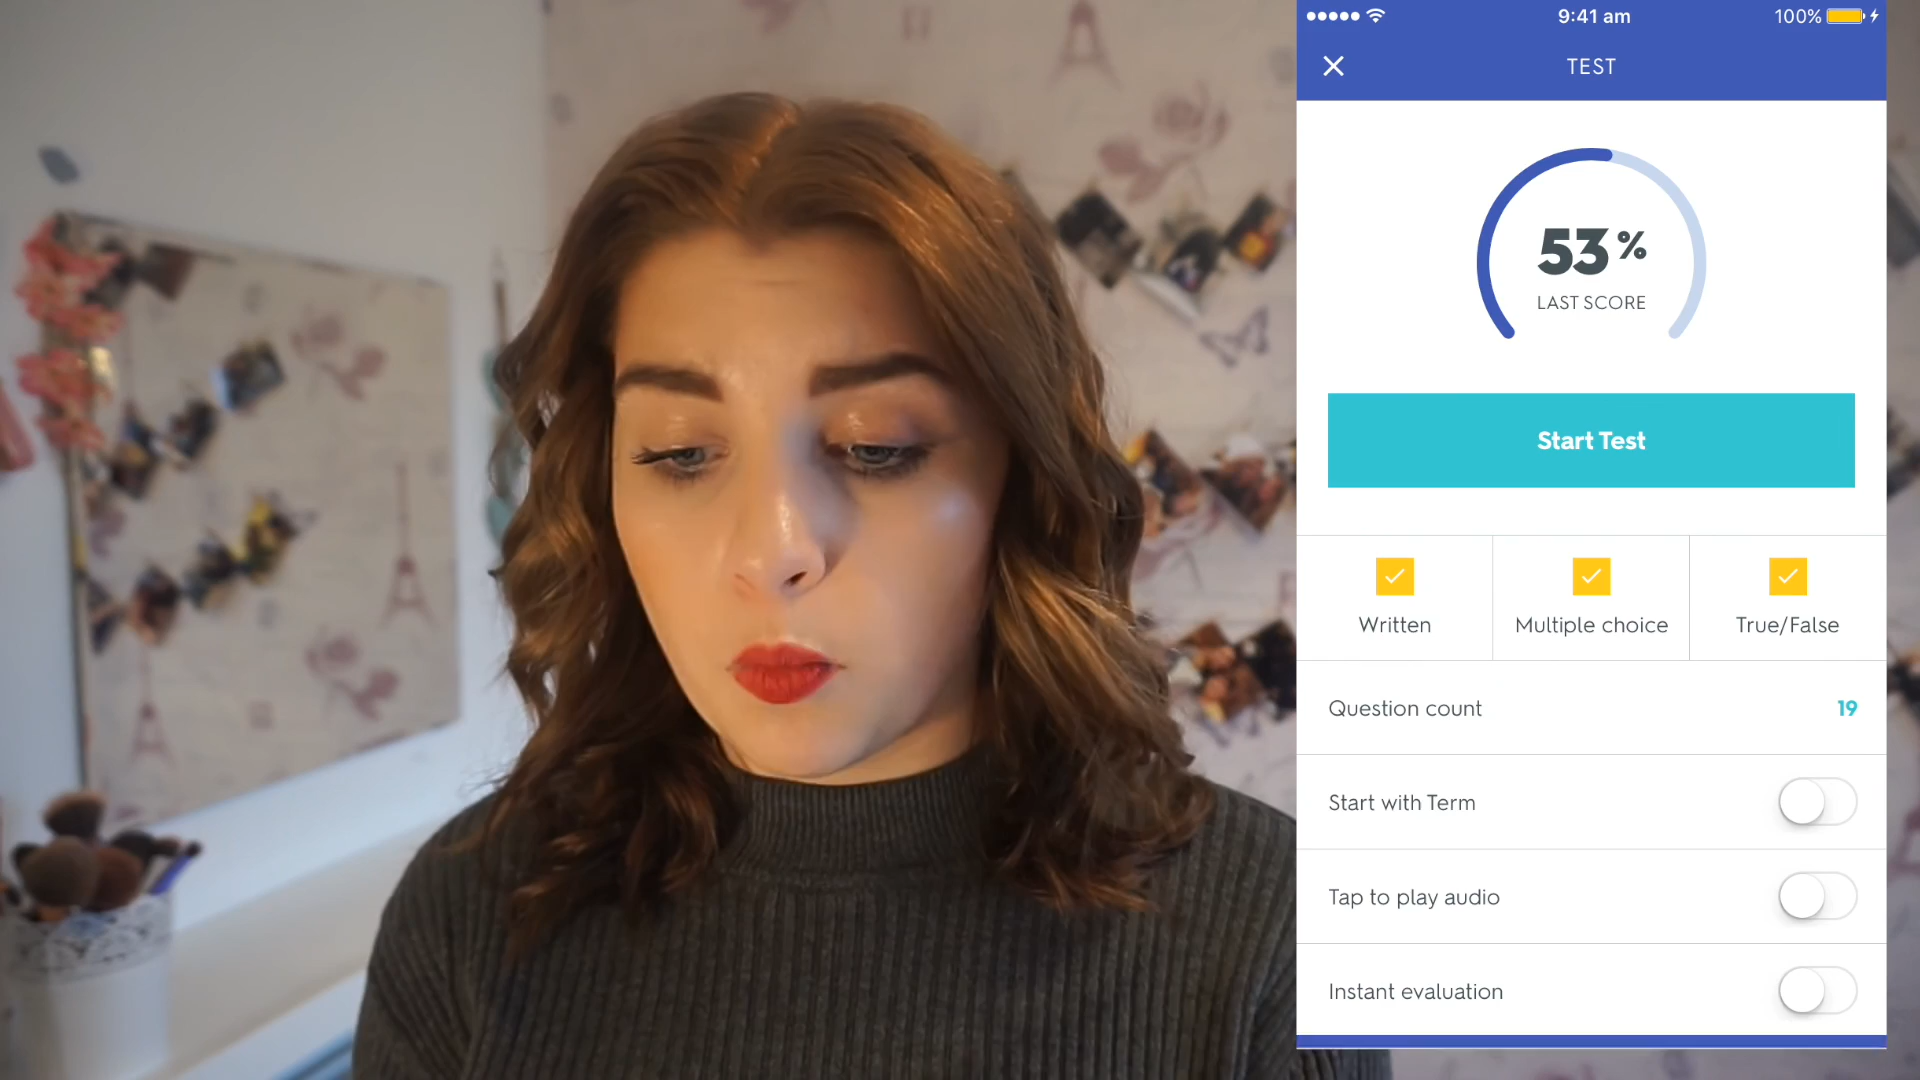 9:41 am
100%
TEST
53%
LAST SCORE
Start Test
Written
Multiple choice
True/False
Question count
19
Start with Term
Tap to play audio
Instant evaluation